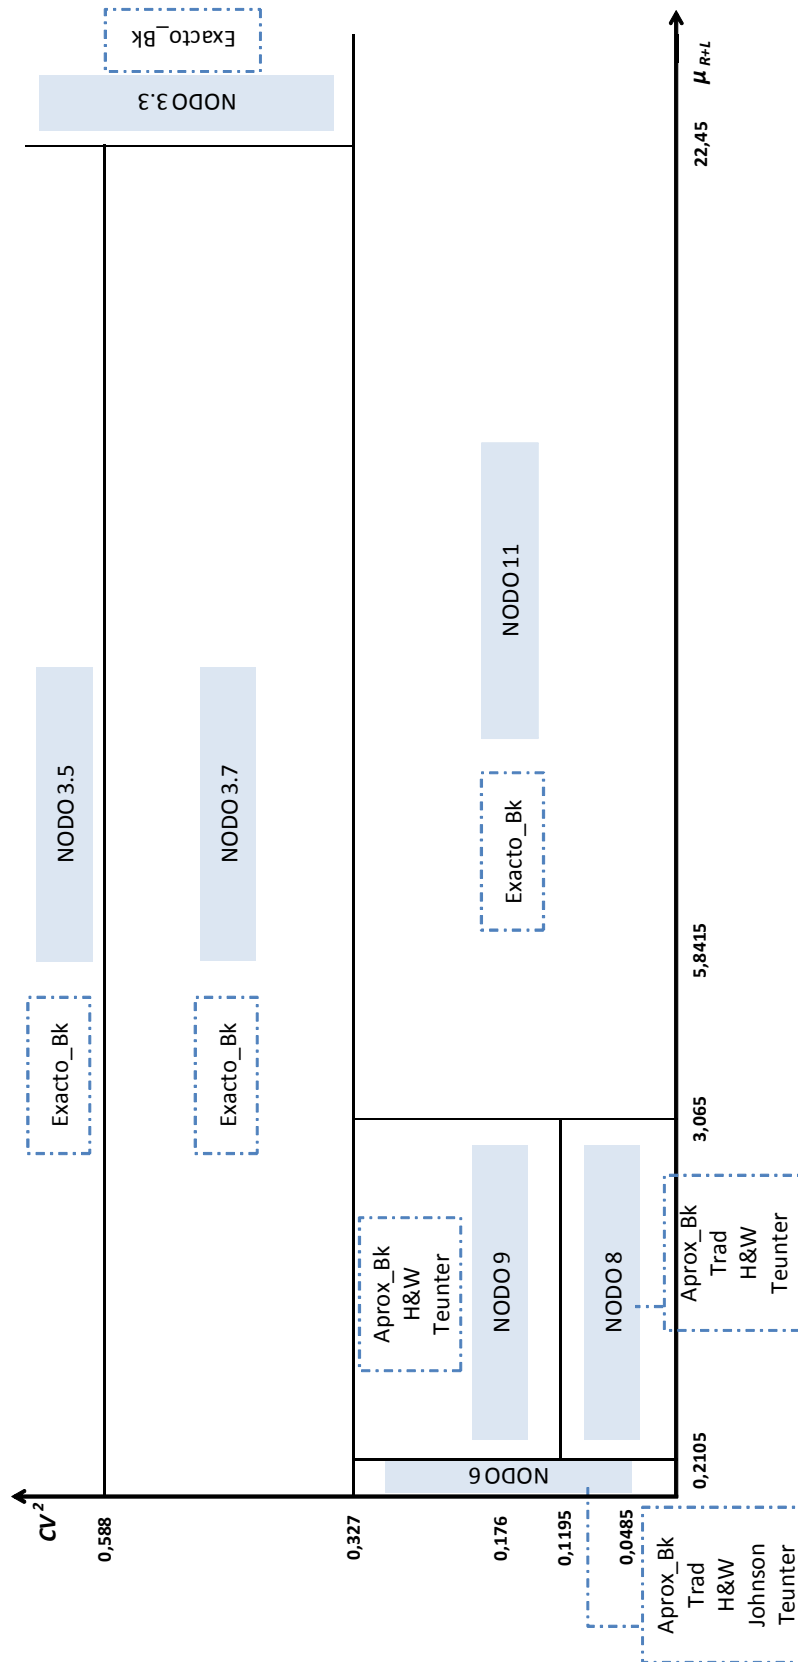 CV²
0,588
0,327
0,176
0,1195
0,0485
NODO 3.5
Exacto_Bk
NODO 3.7
Exacto_Bk
NODO 3.3
Exacto_Bk
NODO 11
Exacto_Bk
Aprox_Bk
H&W
Teunter
NODO 9
NODO 8
Aprox_Bk
Trad
H&W
Teunter
NODO 6
Aprox_Bk
Trad
H&W
Johnson
Teunter
0,2105
3,065
5,8415
22,45
μ R+L